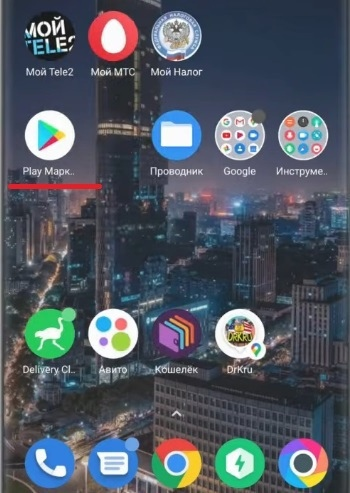 МОЙ
TELE2
Мой Tele2
Мой МТС
Мой Налог
Play Марк..
Проводник
Google
Инструме..
Delivery Cl..
Авито
Кошелёк
DrKru
DRKRU